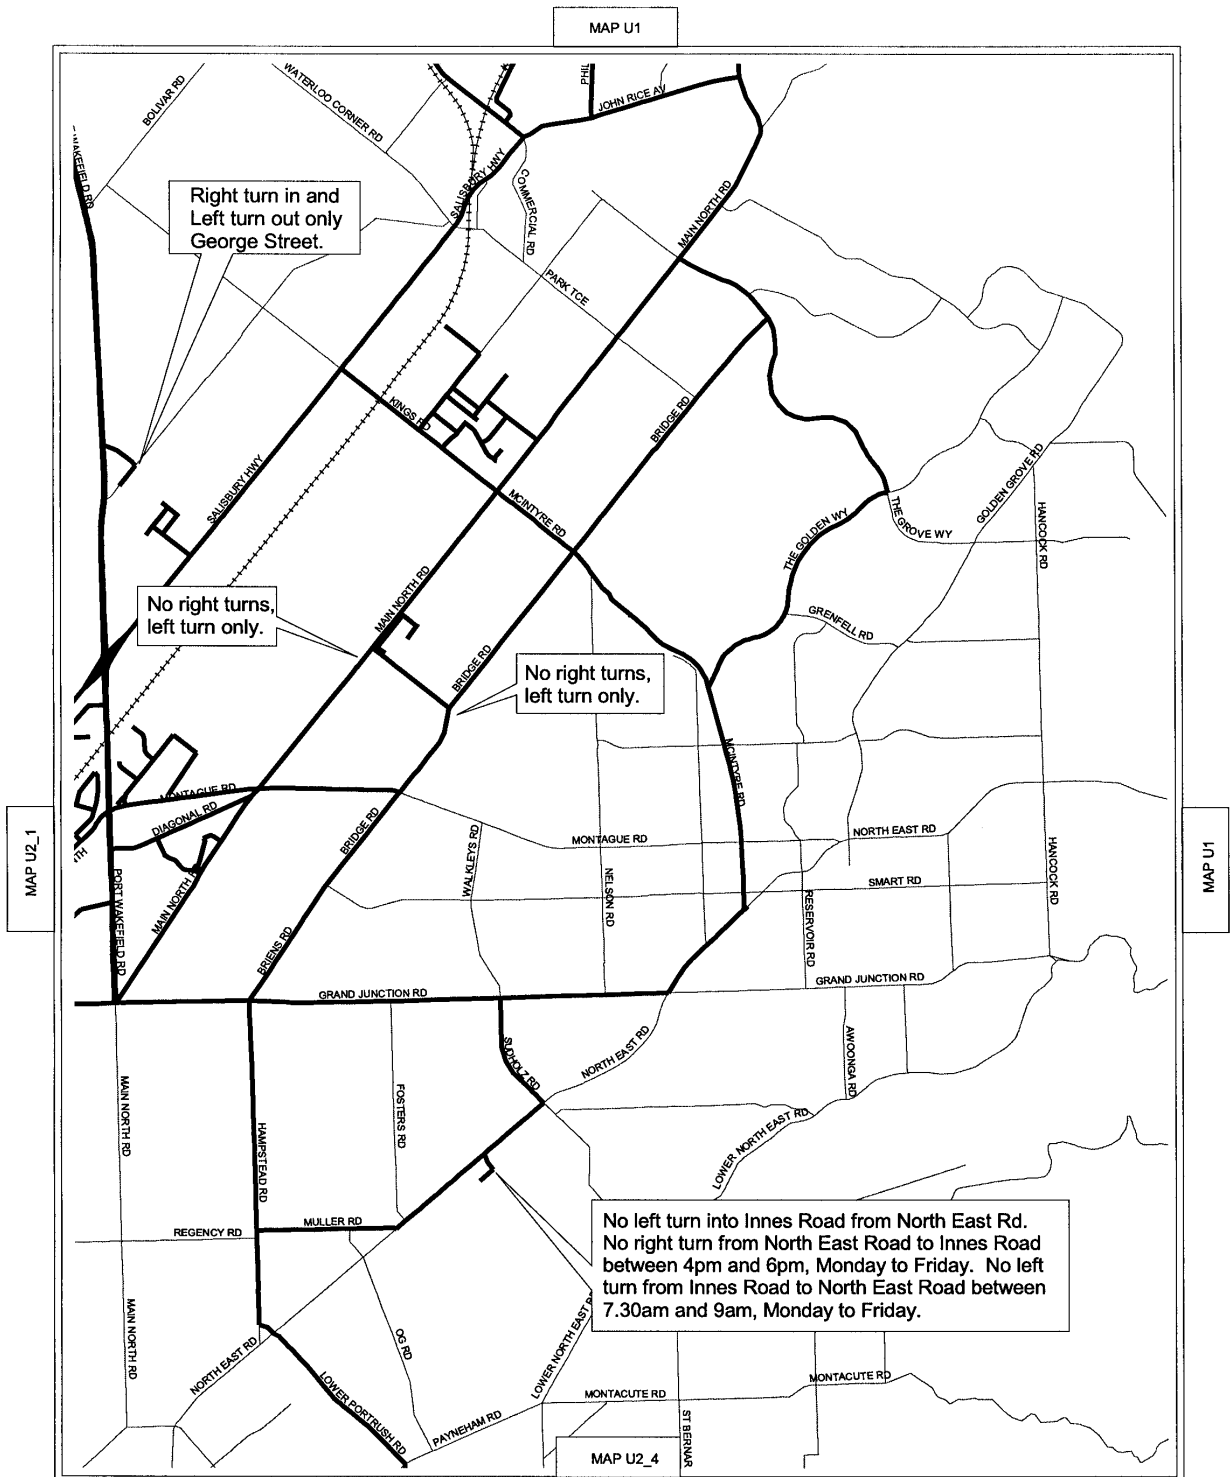 MAP U1
BOLIVAR RD
WATERLOO CORNER RD
PHIL
JOHN RICE AV
WAKEFIELD RD
SALISBURY HWY
COMMERCIAL RD
MAIN NORTH RD
Right turn in and
Left turn out only
George Street.
PARK TCE
KINGS RD
BRIDGE RD
SALISBURY HWY
MCINTYRE RD
GOLDEN GROVE RD
THE GROVE WY
HANCOCK RD
THE GOLDEN WY
No right turns,
left turn only.
MAIN NORTH RD
GRENFELL RD
BRIDGE RD
No right turns,
left turn only.
MCINTYRE RD
MONTAGUE RD
DIAGONAL RD
BRIDGE RD
WALKLEYS RD
MONTAGUE RD
NORTH EAST RD
MAP U2_1
MAP U1
TH
MAIN NORTH R
PORT WAKEFIELD RD
NELSON RD
SMART RD
RESERVOIR RD
HANCOCK RD
BRIENS RD
GRAND JUNCTION RD
GRAND JUNCTION RD
SUDHOLZ RD
NORTH EAST RD
AWOONGA RD
MAIN NORTH RD
HAMPSTEAD RD
FOSTERS RD
LOWER NORTH EAST RD
REGENCY RD
MULLER RD
No left turn into Innes Road from North East Rd.
No right turn from North East Road to Innes Road
between 4pm and 6pm, Monday to Friday. No left
turn from Innes Road to North East Road between
7.30am and 9am, Monday to Friday.
MAIN NORTH RD
NORTH EAST RD
OG RD
LOWER NORTH EAST R
LOWER PORTRUSH RD
PAYNEHAM RD
MONTACUTE RD
MONTACUTE RD
ST BERNAR
MAP U2_4